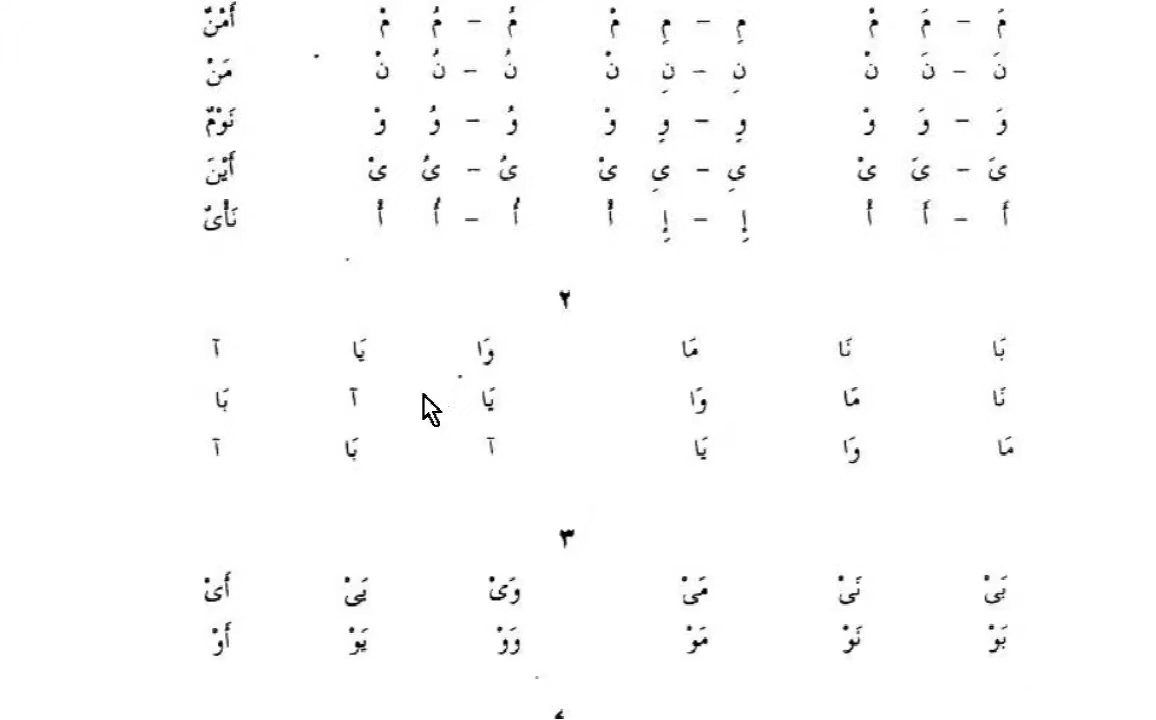 مَ – مَ مْ مِ – مِ مْ مُ – مُ مْ أَمْنٌ
نَ – نَ نْ نِ – نِ نْ نُ – نُ نْ مَنْ
وَ – وَ وْ وِ – وِ وْ وُ – وُ وْ نَوْمٌ
ىَ – ىَ ىْ ىِ – ىِ ىْ ىُ – ىُ ىْ أَيْنَ
أَ – أَ أْ إِ – إِ أْ أُ – أُ أْ نَأْىٌ
٢
بَا نَا مَا وَا يَا آ
نَا مَا وَا يَا آ بَا
مَا وَا يَا آ بَا آ
٣
بَىْ نَىْ مَىْ وَىْ يَىْ أَىْ
بَوْ نَوْ مَوْ وَوْ يَوْ أَوْ